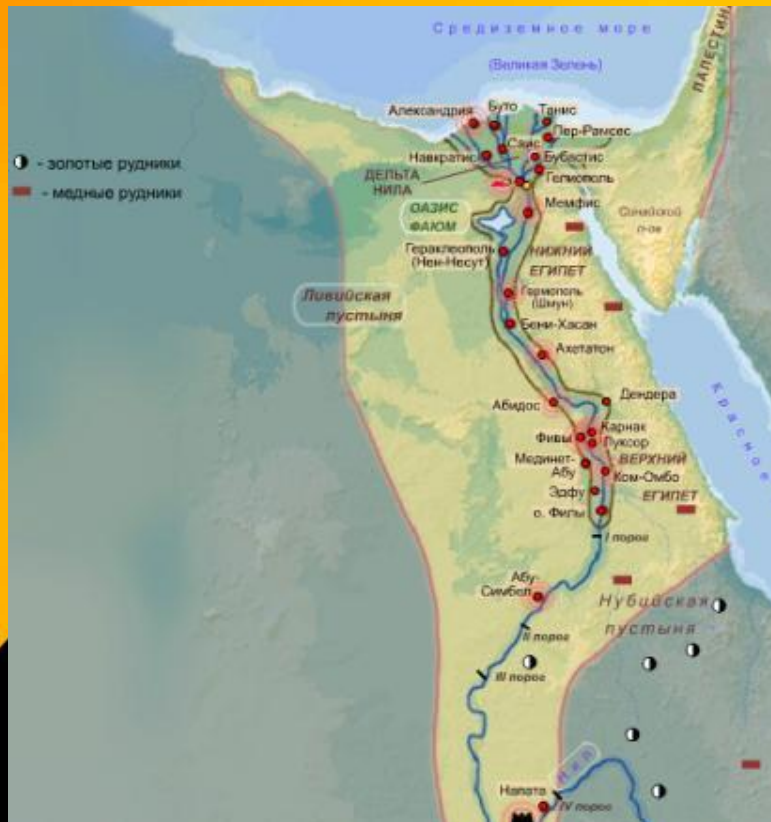 Средиземное море
(Великая Зелень)
ПАЛЕСТИНА
Александрия
Буто
Танис
Пер-Рамсес
Саис
Навкратис
Бубастис
ДЕЛЬТА
НИЛА
Гелиополь
- золотые рудники
- медные рудники
ОАЗИС
ФАЮМ
Мемфис
Синайский
п-ов
Гераклеополь
(Нен-Несут)
НИЖНИЙ
ЕГИПЕТ
Ливийская
пустыня
Гермополь
(Шмун)
Бени-Хасан
Ахетатон
Красное
Абидос
Дендера
Карнак
Фивы
Луксор
Мединет-
Абу
ВЕРХНИЙ
Ком-Омбо
Эдфу
ЕГИПЕТ
о. Филы
I порог
Абу-
Симбел
Нубийская
пустыня
II порог
III порог
Нил
Напата
IV порог